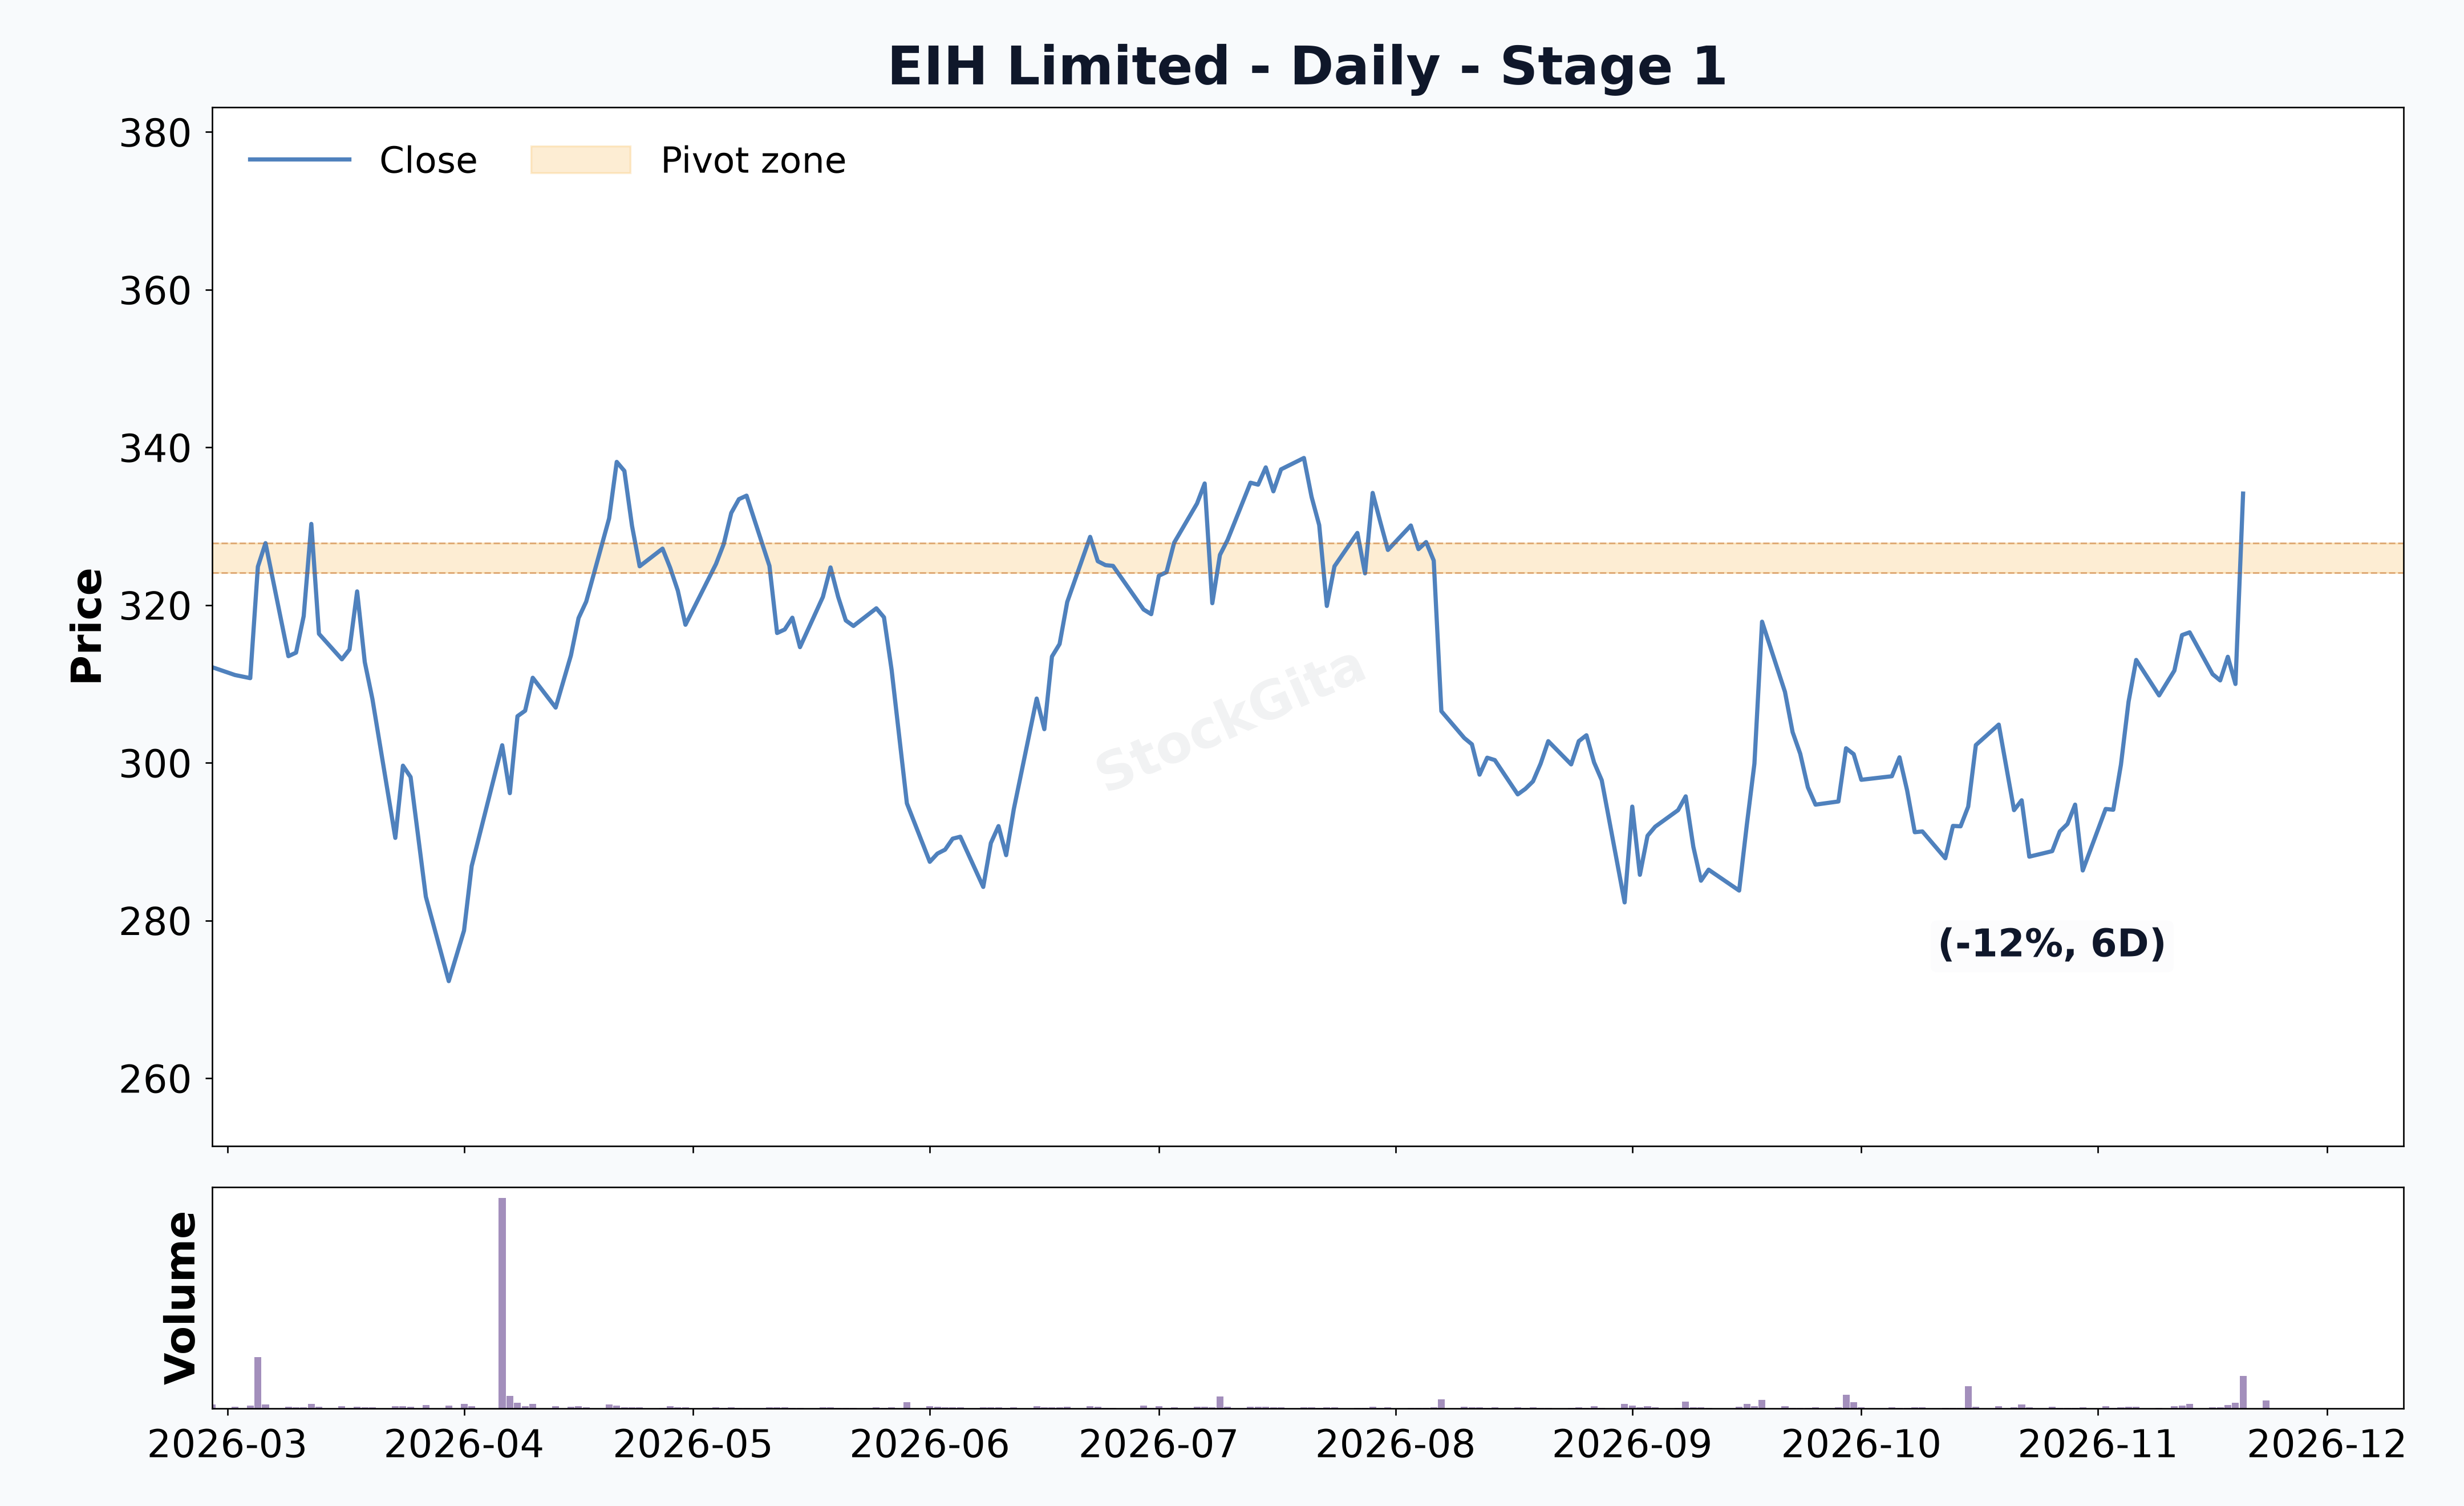 EIH Limited - Daily - Stage 1
Close
Pivot zone
380
360
340
320
300
280
260
Price
StockGita
(-12%, 6D)
Volume
2026-03
2026-04
2026-05
2026-06
2026-07
2026-08
2026-09
2026-10
2026-11
2026-12